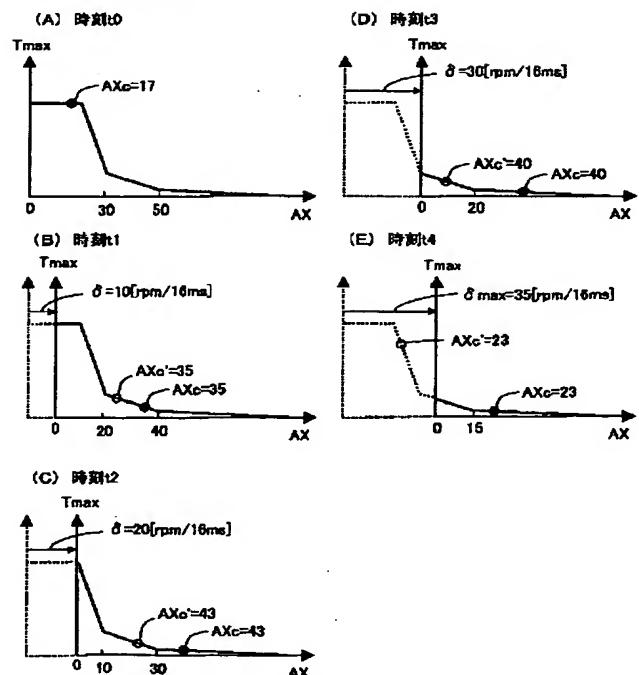 (A) 時刻t0
Tmax
AXc=17
0 30 50 AX
(B) 時刻t1
Tmax
δ=10[rpm/16ms]
AXc'=35
AXc=35
0 20 40 AX
(C) 時刻t2
Tmax
δ=20[rpm/16ms]
AXc'=43
AXc=43
0 10 30 AX
(D) 時刻t3
Tmax
δ=30[rpm/16ms]
AXc'=40
AXc=40
0 20 AX
(E) 時刻t4
Tmax
δmax=35[rpm/16ms]
AXc'=23
AXc=23
0 15 AX